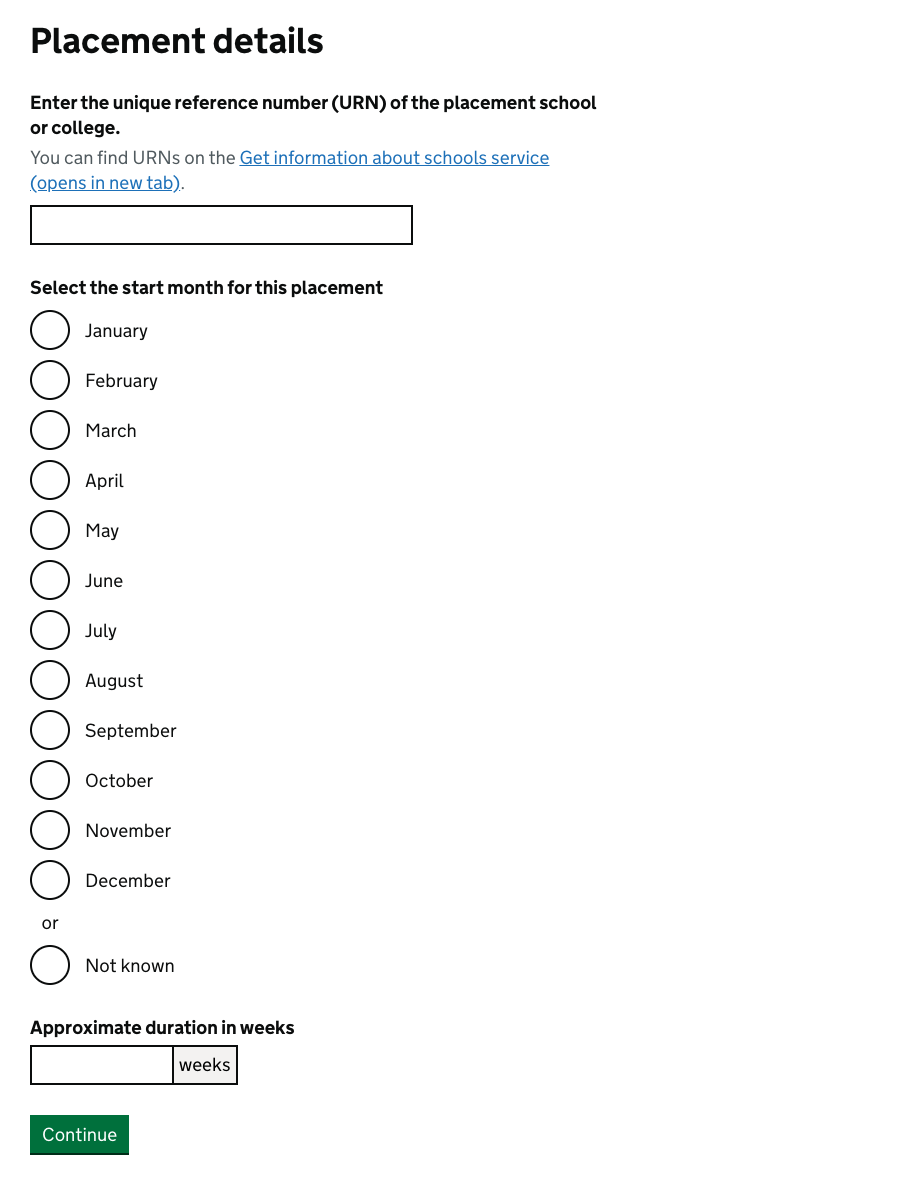 Placement details
Enter the unique reference number (URN) of the placement school
or college.
You can find URNs on the Get information about schools service
(opens in new tab).
Select the start month for this placement
January
February
March
April
May
June
July
August
September
October
November
December
or
Not known
Approximate duration in weeks
weeks
Continue